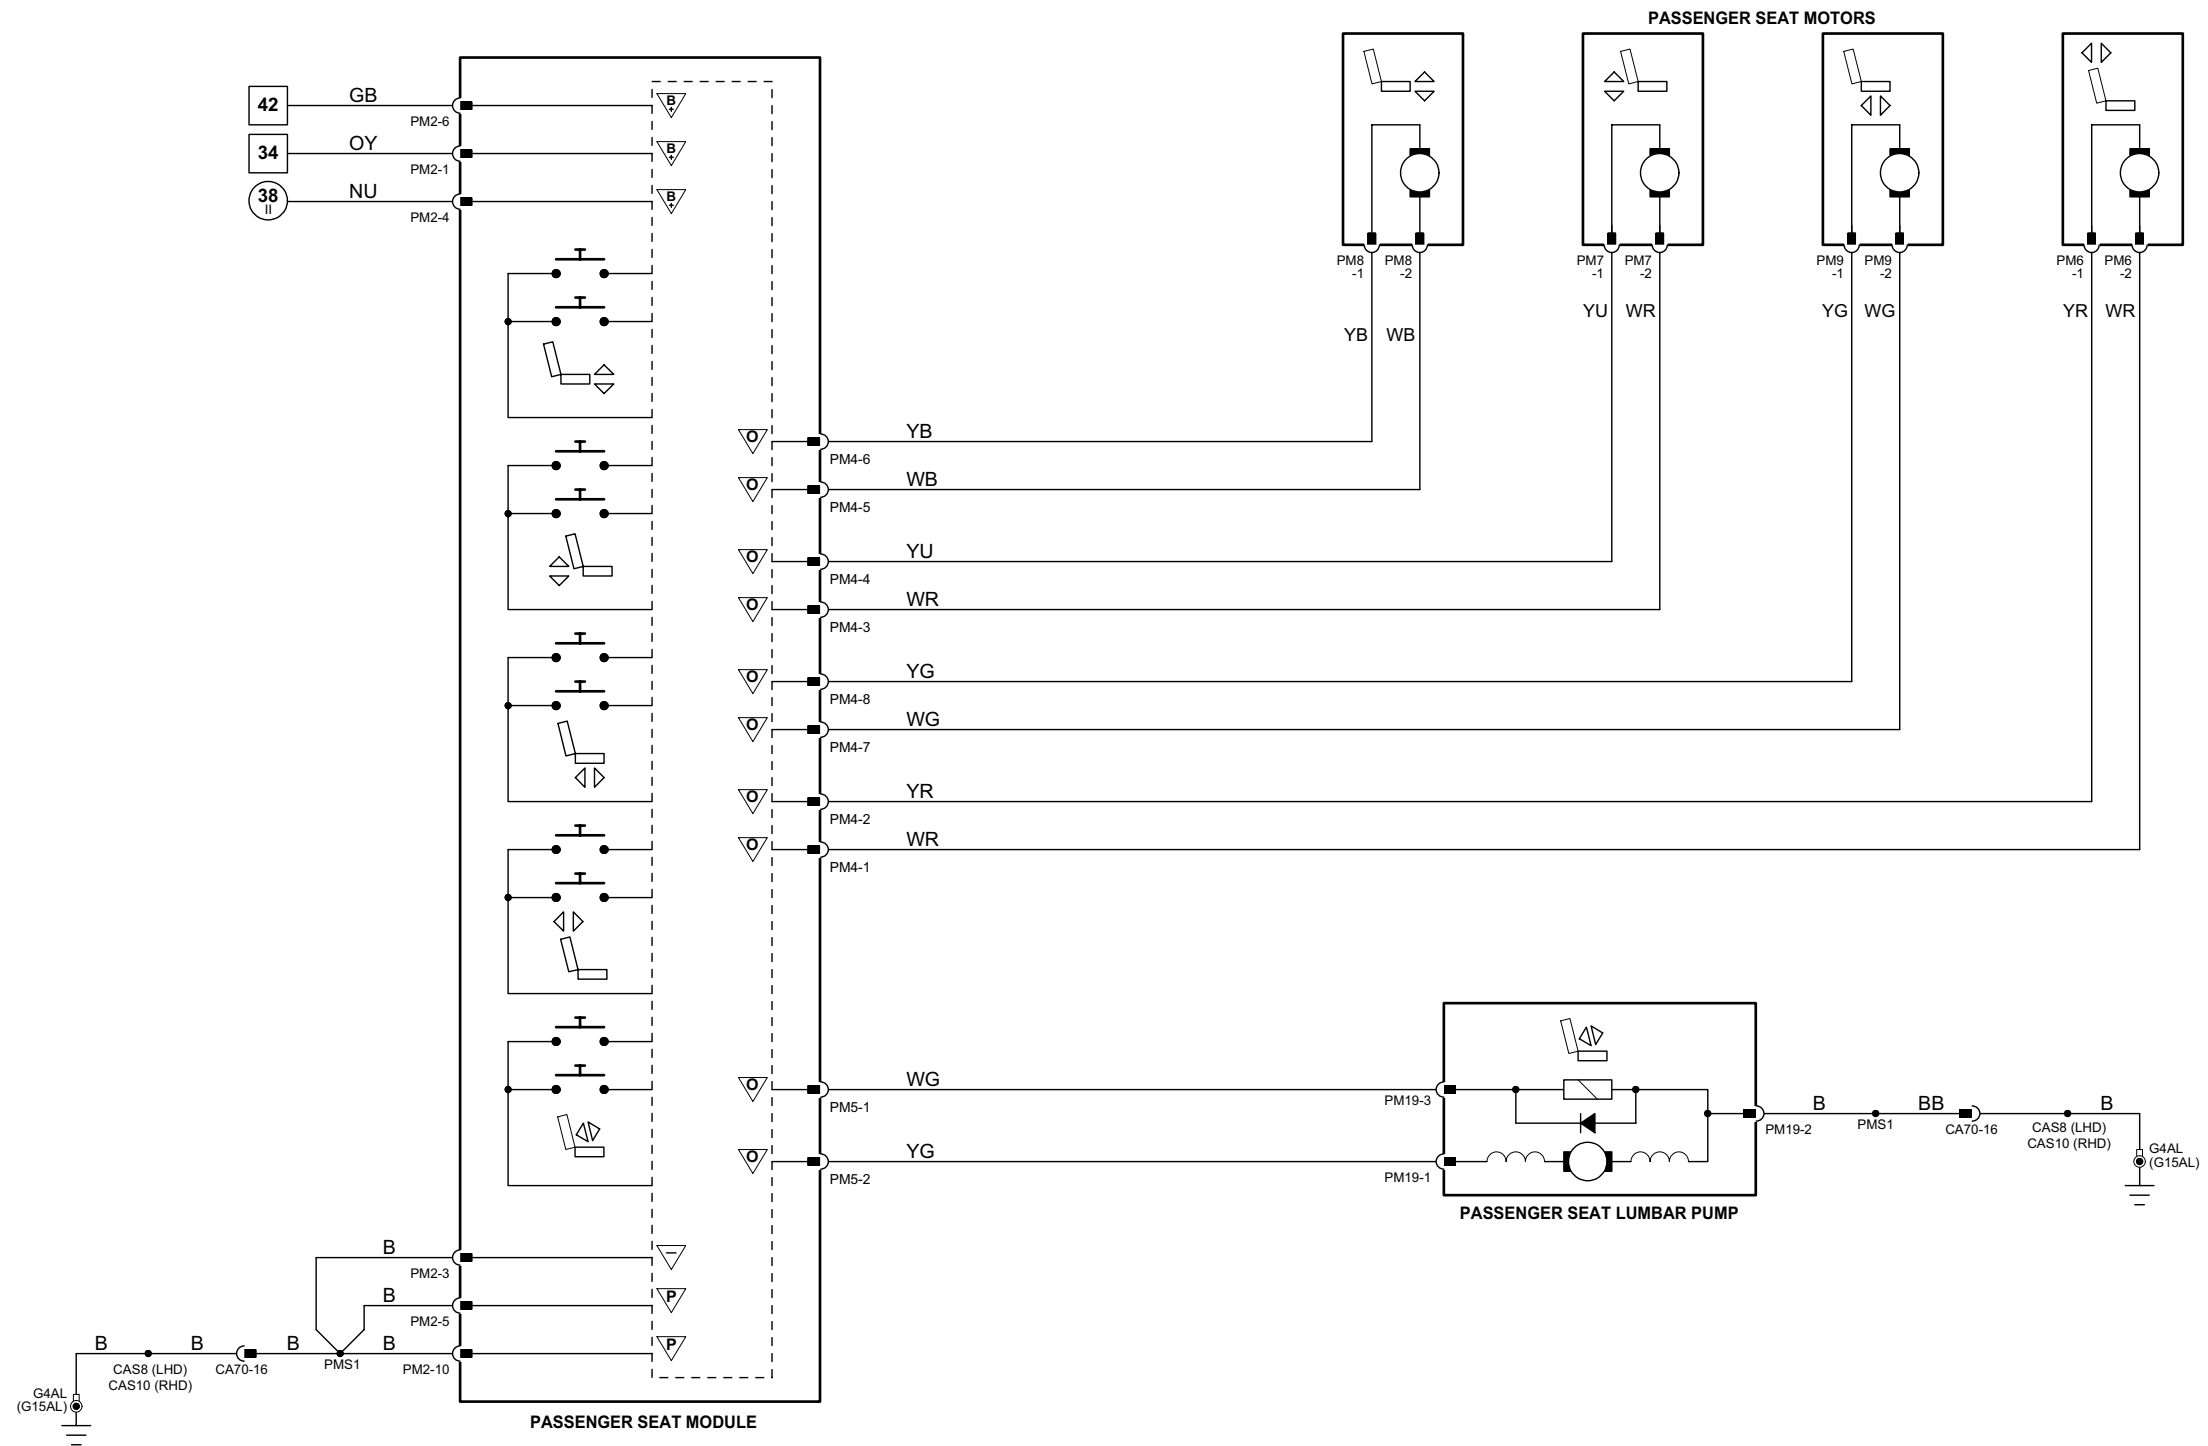 PASSENGER SEAT MOTORS
42
GB
PM2-6
B
+
34
OY
PM2-1
B
+
38
II
NU
PM2-4
B
+
PM8
-1
PM8
-2
PM7
-1
PM7
-2
PM9
-1
PM9
-2
PM6
-1
PM6
-2
YB
WB
YU
WR
YG
WG
YR
WR
O
YB
PM4-6
O
WB
PM4-5
O
YU
PM4-4
O
WR
PM4-3
O
YG
PM4-8
O
WG
PM4-7
O
YR
PM4-2
O
WR
PM4-1
O
WG
PM5-1
PM19-3
O
YG
PM5-2
PM19-1
B
PM19-2
PMS1
BB
CA70-16
B
CAS8 (LHD)
CAS10 (RHD)
G4AL
(G15AL)
PASSENGER SEAT LUMBAR PUMP
B
PM2-3
–
B
PM2-5
P
B
B
B
B
P
CAS8 (LHD)
CAS10 (RHD)
CA70-16
PMS1
PM2-10
G4AL
(G15AL)
PASSENGER SEAT MODULE